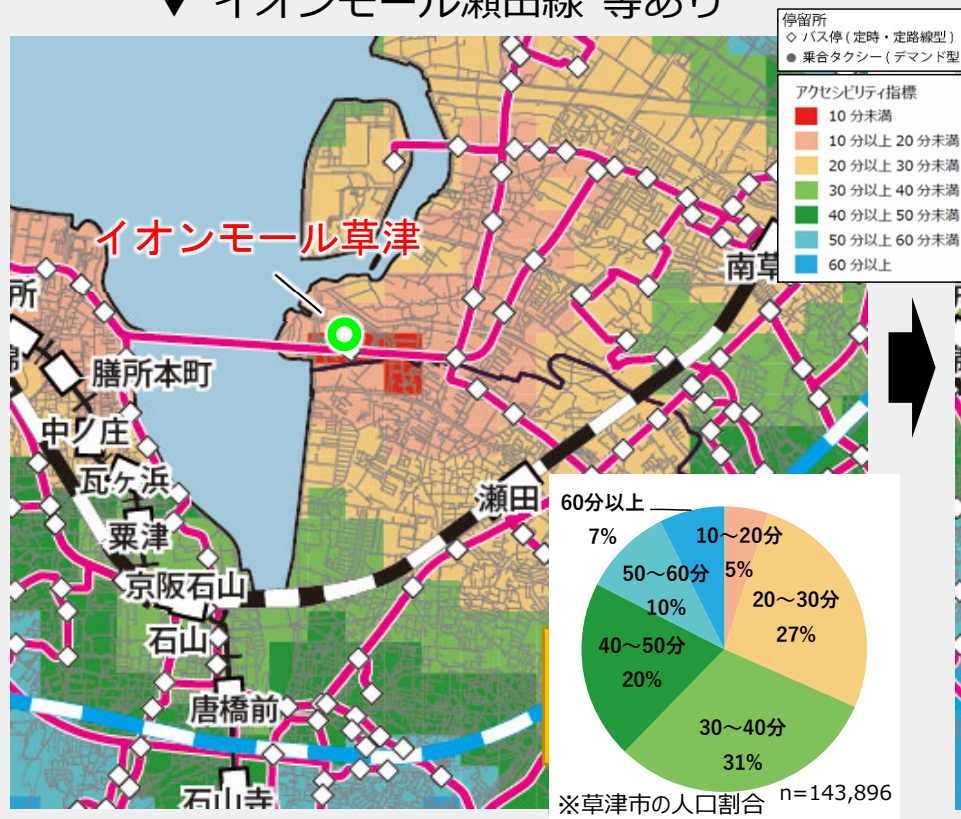 ▼ イオンモール瀬田線 等あり
停留所
◇ バス停 ( 定時・定路線型 )
● 乗合タクシー ( デマンド型
アクセシビリティ指標
10 分未満
10 分以上 20 分未満
20 分以上 30 分未満
30 分以上 40 分未満
40 分以上 50 分未満
50 分以上 60 分未満
60 分以上
イオンモール草津
南草
所
錦
膳所本町
中ノ庄
瓦ヶ浜
粟津
京阪石山
石山
唐橋前
石山寺
瀬田
60分以上
7%
10～20分
5%
50～60分
10%
20～30分
27%
40～50分
20%
30～40分
31%
※草津市の人口割合
n=143,896